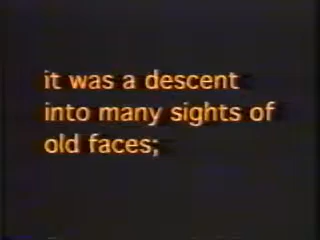 it was a descent
into many sights of
old faces;